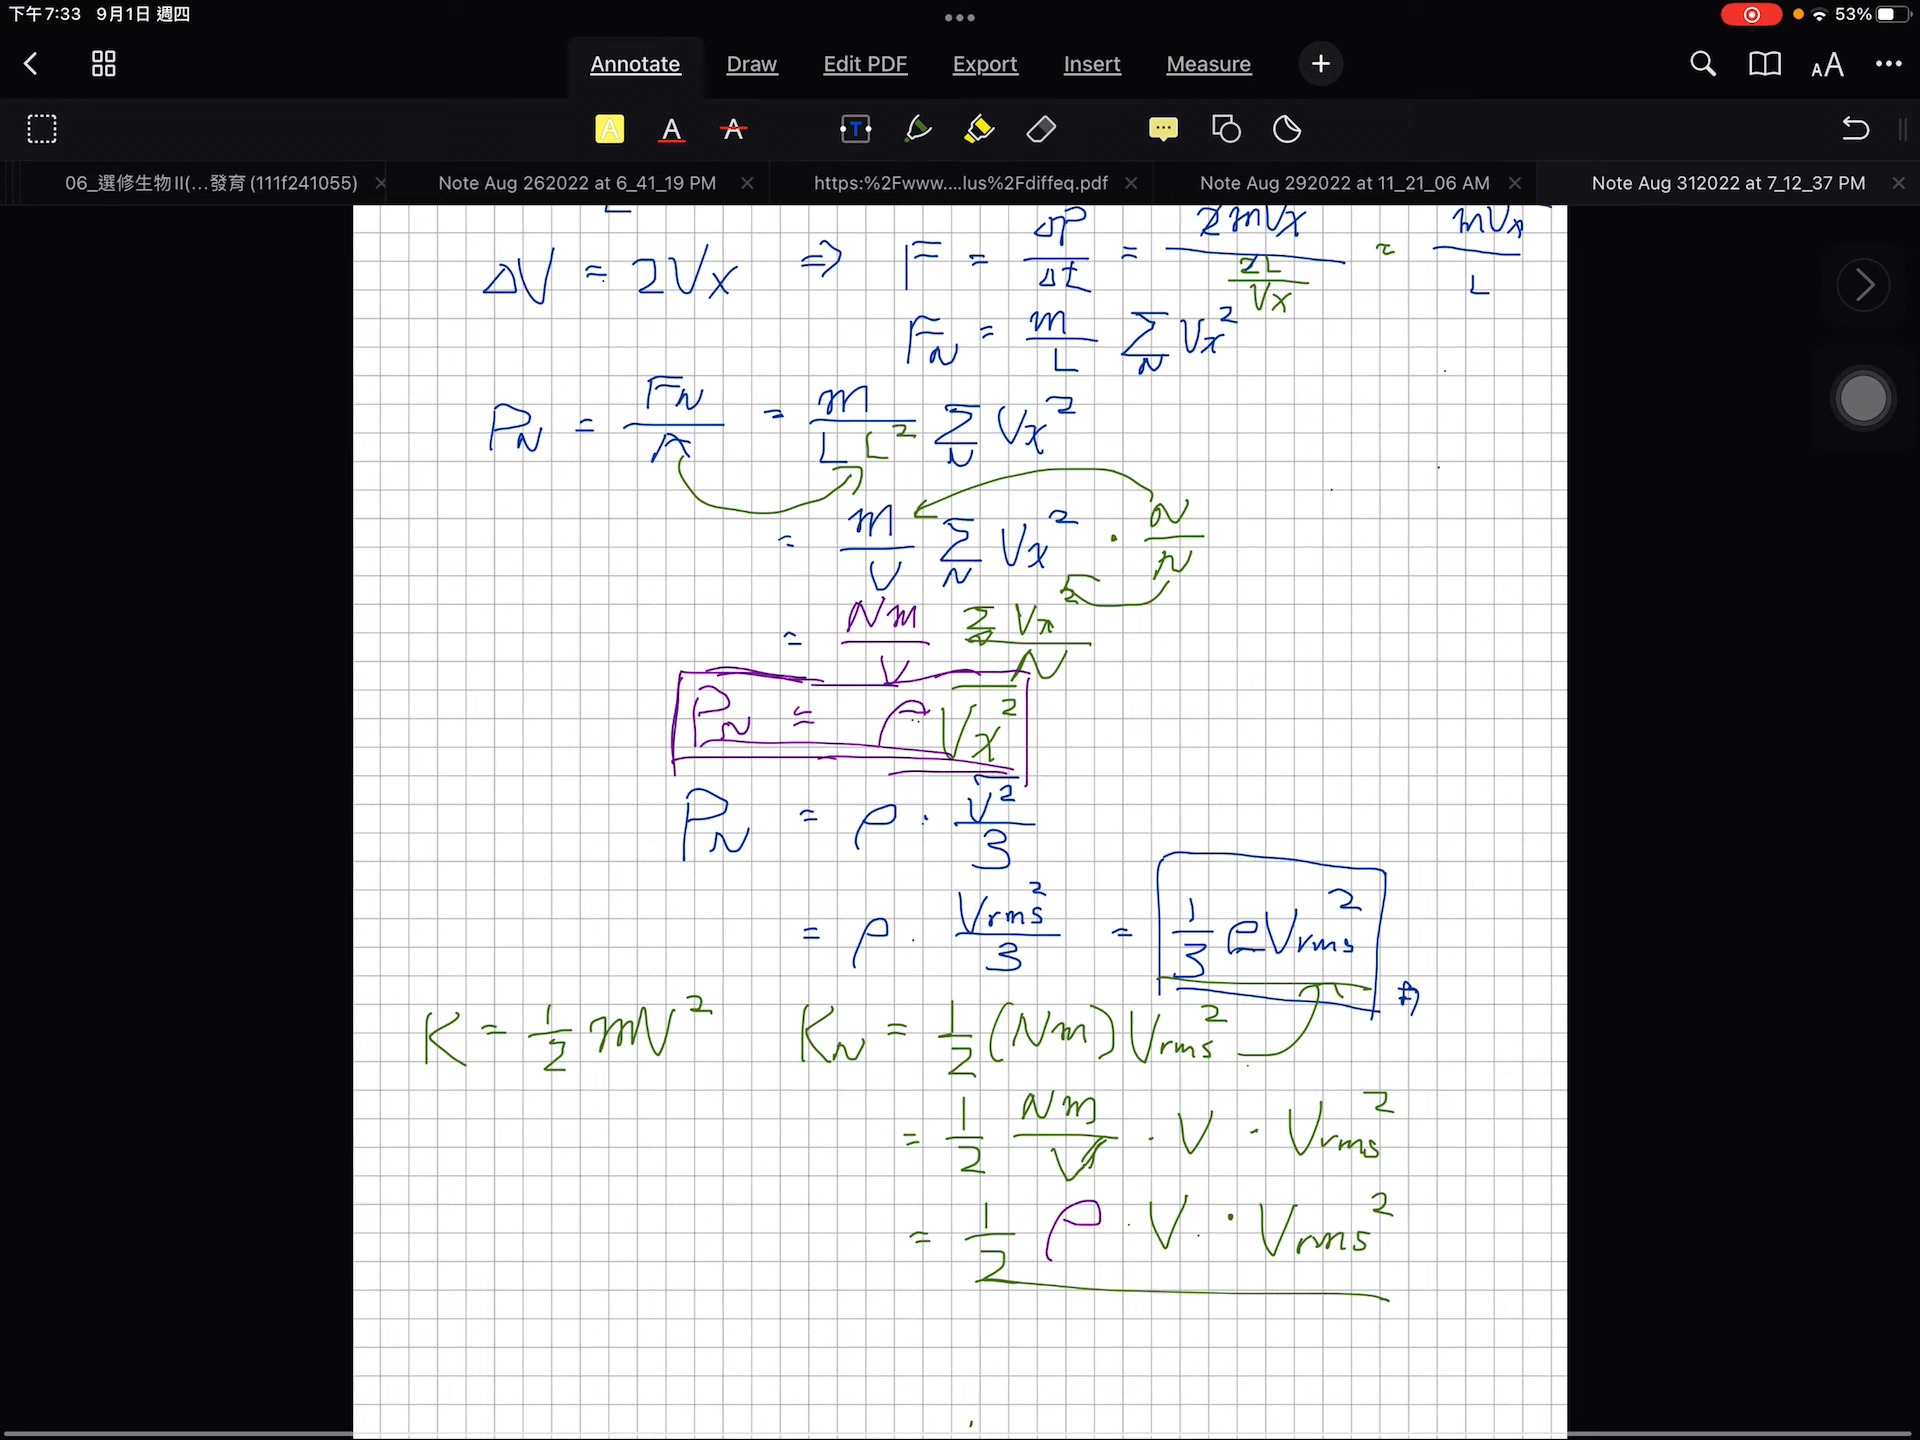 下午7:33 9月1日 週四
53%
Annotate Draw Edit PDF Export Insert Measure
06_選修生物II(...發育 (111f241055) Note Aug 262022 at 6_41_19 PM https:%2Fwww....lus%2Fdiffeq.pdf Note Aug 292022 at 11_21_06 AM Note Aug 312022 at 7_12_37 PM
ΔV = 2Vx ⇒ F = ΔP/Δt = 2mVx/(2L/Vx) = mVx/L
F_N = m/L Σ_N Vx²
P_N = F_N/A = m/(L L²) Σ_N Vx²
= m/V Σ_N Vx² · N/N
= Nm/V ΣVx²/N
P_N = ρ V̅x̅²
P_N = ρ · V̅²/3
= ρ · Vrms²/3 = 1/3 ρVrms²
K = 1/2 mV² K_N = 1/2 (Nm) Vrms²
= 1/2 Nm/V · V · Vrms²
= 1/2 ρ · V · Vrms²